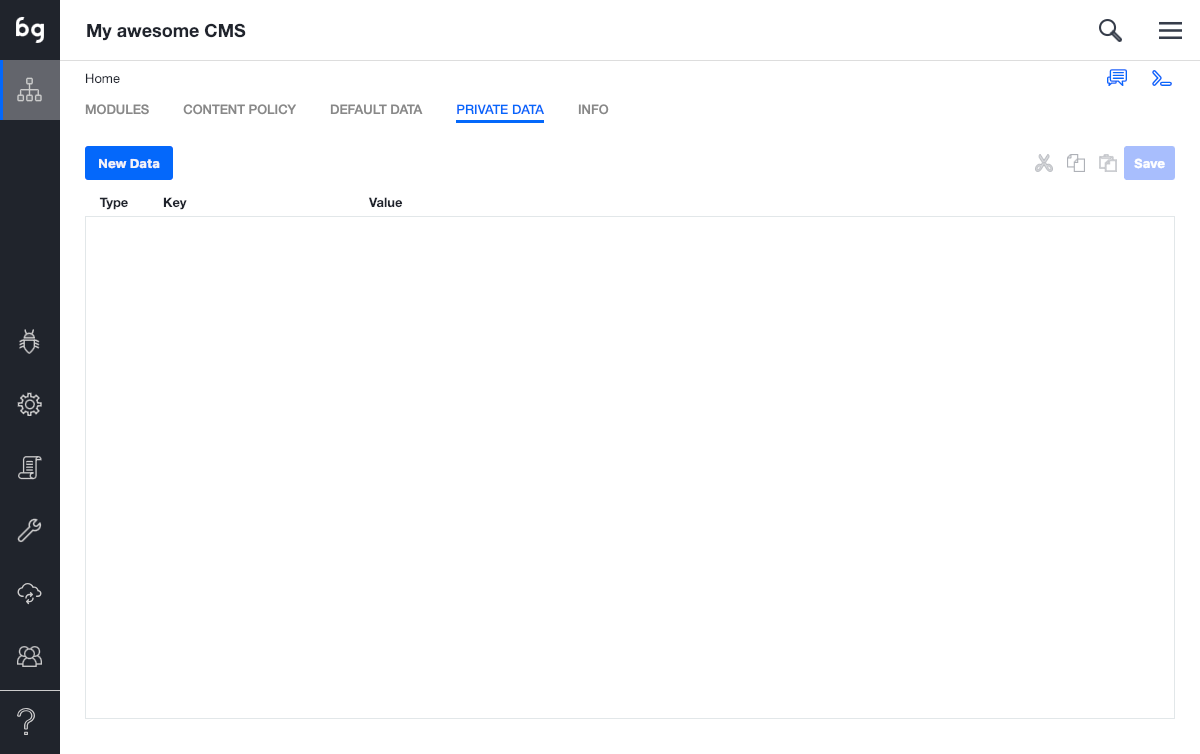 bg
My awesome CMS
Home
MODULES CONTENT POLICY DEFAULT DATA PRIVATE DATA INFO
New Data
Save
Type Key Value